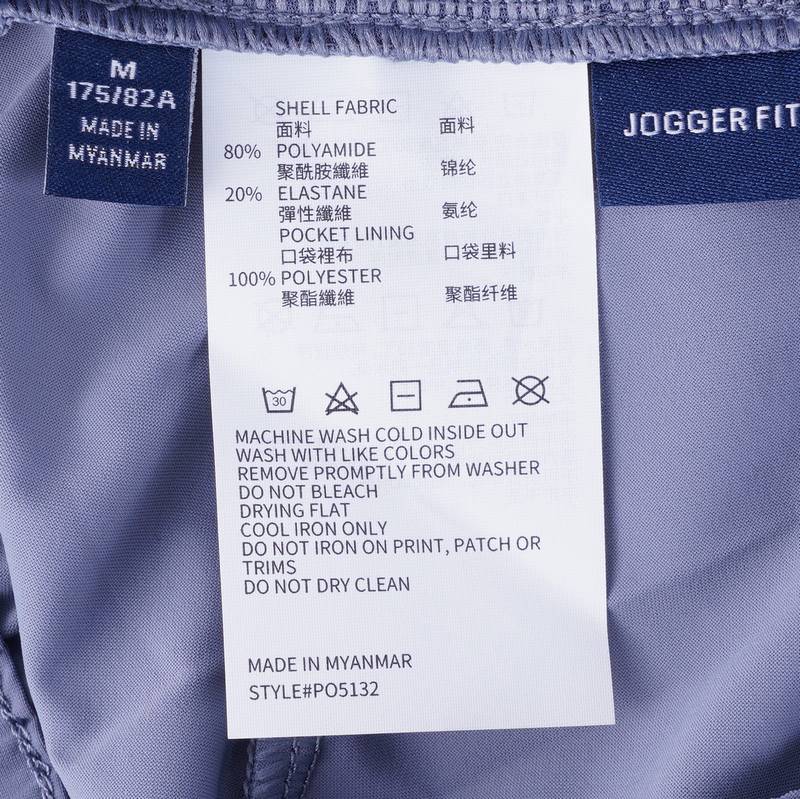 M
175/82A
MADE IN
MYANMAR
JOGGER FIT
SHELL FABRIC
面料 面料
80% POLYAMIDE
聚酰胺纖維 锦纶
20% ELASTANE
彈性纖維 氨纶
POCKET LINING
口袋裡布 口袋里料
100% POLYESTER
聚酯纖維 聚酯纤维
30
MACHINE WASH COLD INSIDE OUT
WASH WITH LIKE COLORS
REMOVE PROMPTLY FROM WASHER
DO NOT BLEACH
DRYING FLAT
COOL IRON ONLY
DO NOT IRON ON PRINT, PATCH OR
TRIMS
DO NOT DRY CLEAN
MADE IN MYANMAR
STYLE#PO5132